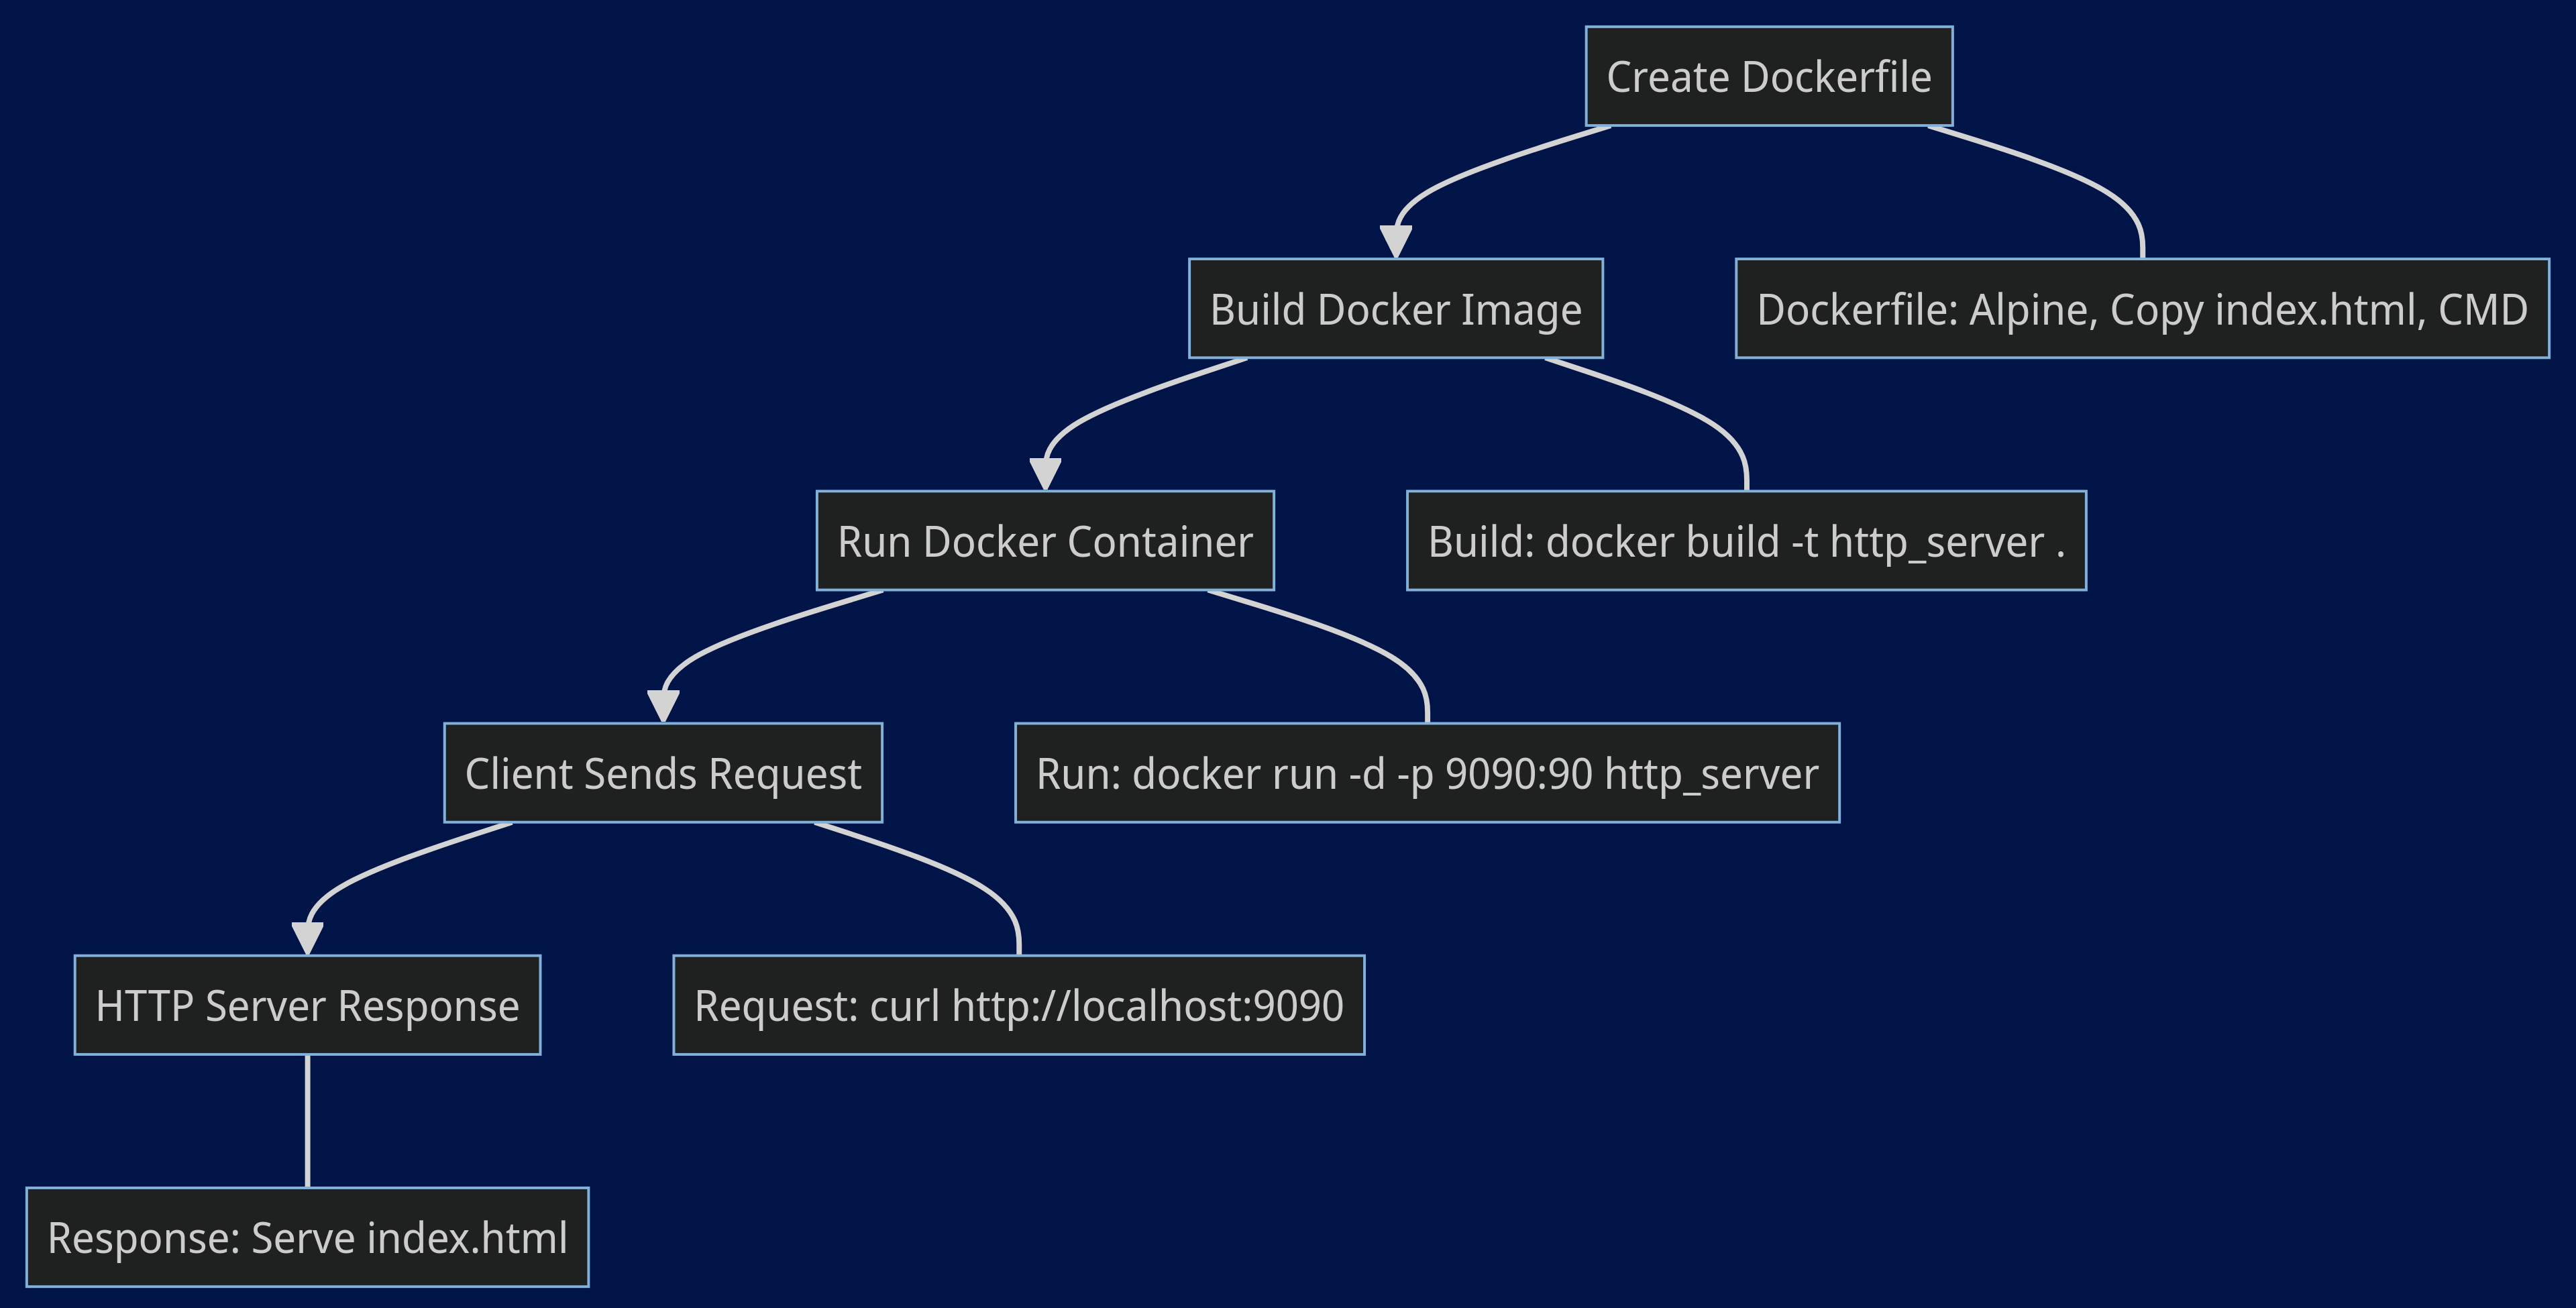 Create Dockerfile
Build Docker Image
Dockerfile: Alpine, Copy index.html, CMD
Run Docker Container
Build: docker build -t http_server .
Client Sends Request
Run: docker run -d -p 9090:90 http_server
HTTP Server Response
Request: curl http://localhost:9090
Response: Serve index.html